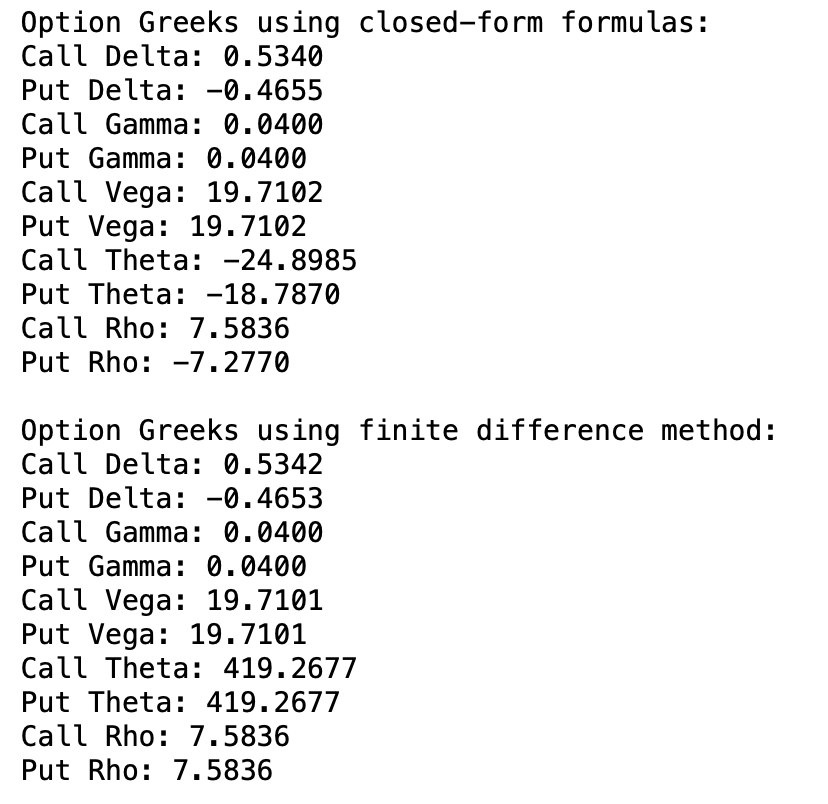 Option Greeks using closed-form formulas:
Call Delta: 0.5340
Put Delta: -0.4655
Call Gamma: 0.0400
Put Gamma: 0.0400
Call Vega: 19.7102
Put Vega: 19.7102
Call Theta: -24.8985
Put Theta: -18.7870
Call Rho: 7.5836
Put Rho: -7.2770
Option Greeks using finite difference method:
Call Delta: 0.5342
Put Delta: -0.4653
Call Gamma: 0.0400
Put Gamma: 0.0400
Call Vega: 19.7101
Put Vega: 19.7101
Call Theta: 419.2677
Put Theta: 419.2677
Call Rho: 7.5836
Put Rho: 7.5836